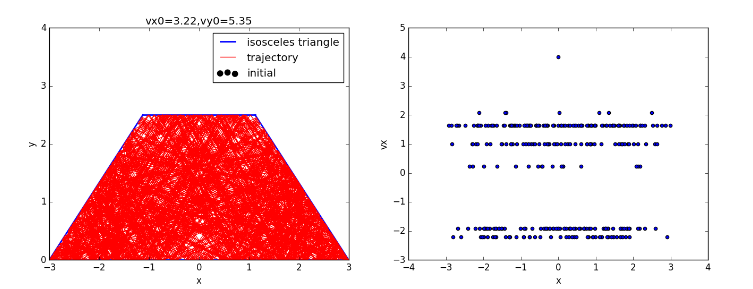 vx0=3.22,vy0=5.35
4
3
2
1
0
y
−3 −2 −1 0 1 2 3
x
isosceles triangle
trajectory
initial
5
4
3
2
1
0
−1
−2
−3
vx
−4 −3 −2 −1 0 1 2 3 4
x